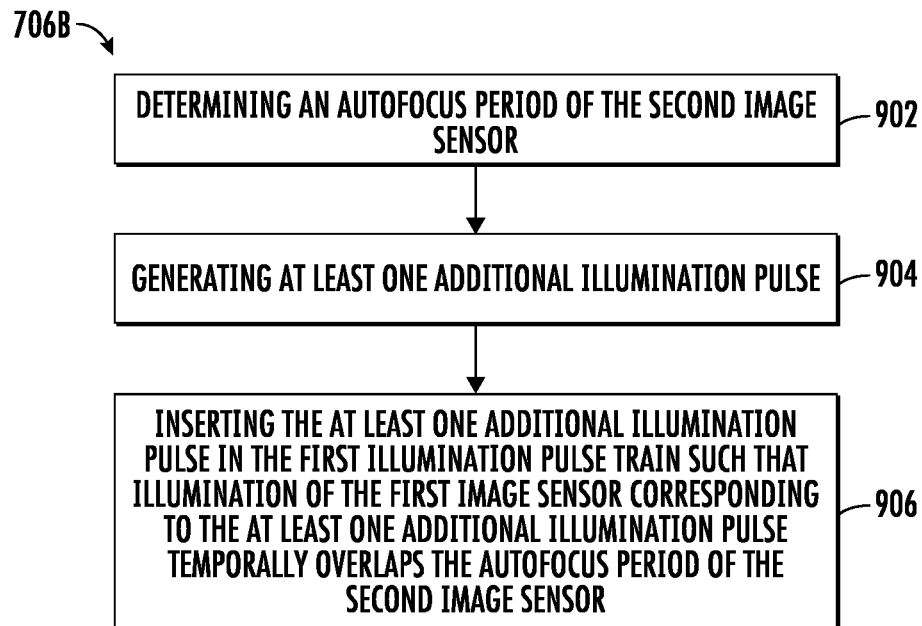 706B
DETERMINING AN AUTOFOCUS PERIOD OF THE SECOND IMAGE
SENSOR
902
GENERATING AT LEAST ONE ADDITIONAL ILLUMINATION PULSE
904
INSERTING THE AT LEAST ONE ADDITIONAL ILLUMINATION
PULSE IN THE FIRST ILLUMINATION PULSE TRAIN SUCH THAT
ILLUMINATION OF THE FIRST IMAGE SENSOR CORRESPONDING
TO THE AT LEAST ONE ADDITIONAL ILLUMINATION PULSE
TEMPORALLY OVERLAPS THE AUTOFOCUS PERIOD OF THE
SECOND IMAGE SENSOR
906